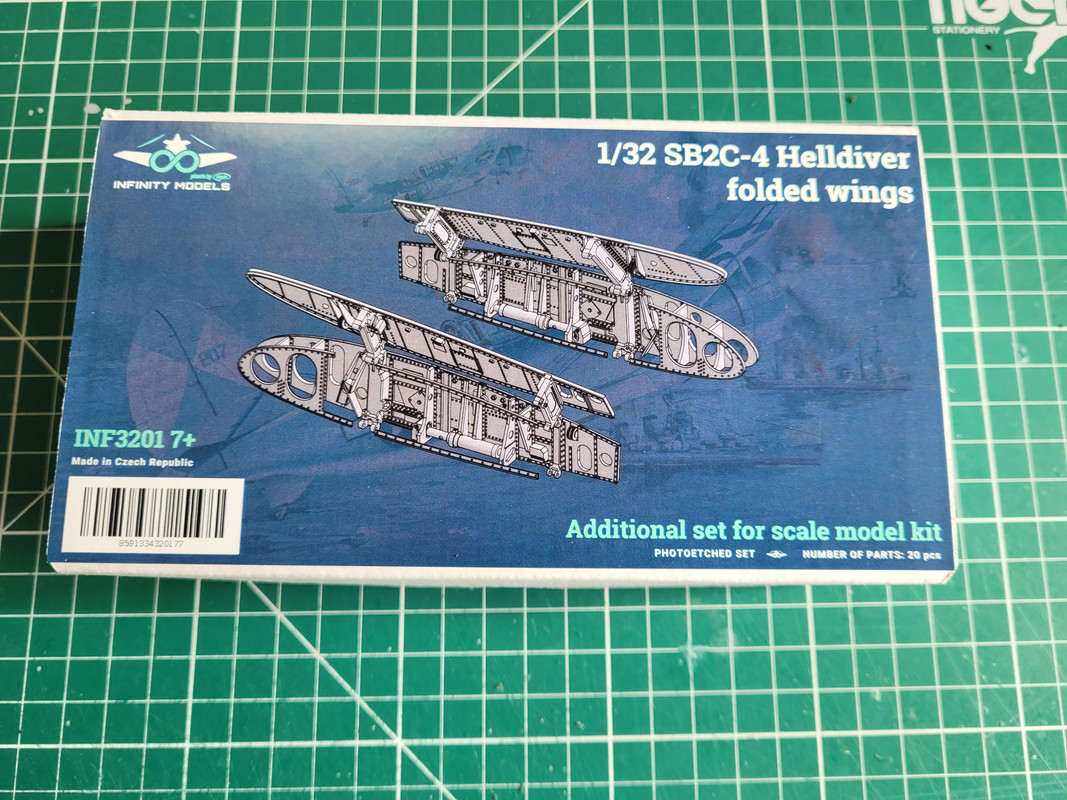 TIGER
STATIONERY
INFINITY MODELS
1/32 SB2C-4 Helldiver
folded wings
INF3201 7+
Made in Czech Republic
8591334320177
Additional set for scale model kit
PHOTOETCHED SET
NUMBER OF PARTS: 20 pcs